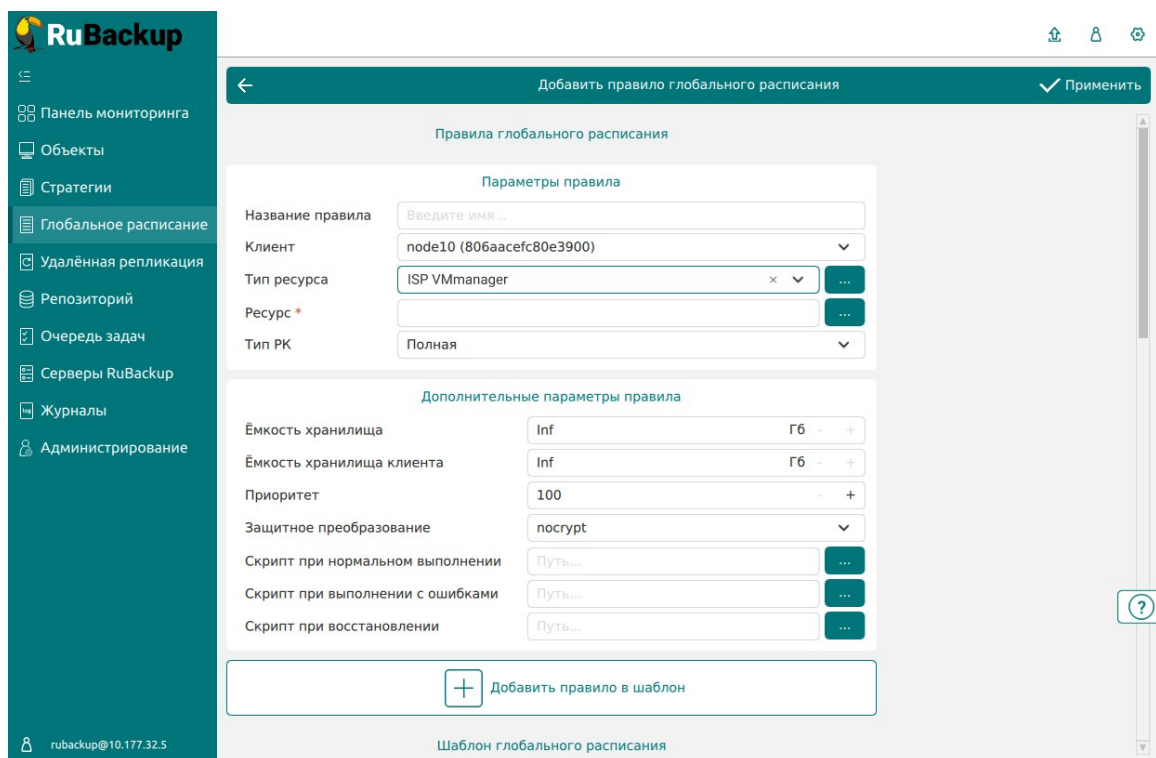 RuBackup
Панель мониторинга
Объекты
Стратегии
Глобальное расписание
Удалённая репликация
Репозиторий
Очередь задач
Серверы RuBackup
Журналы
Администрирование
rubackup@10.177.32.5
Добавить правило глобального расписания
Применить
Правила глобального расписания
Параметры правила
Название правила Введите имя ..
Клиент node10 (806aacefc80e3900)
Тип ресурса ISP VMmanager × ...
Ресурс * ...
Тип РК Полная
Дополнительные параметры правила
Ёмкость хранилища Inf Гб - +
Ёмкость хранилища клиента Inf Гб - +
Приоритет 100 - +
Защитное преобразование nocrypt
Скрипт при нормальном выполнении Путь... ...
Скрипт при выполнении с ошибками Путь... ...
Скрипт при восстановлении Путь... ...
?
Добавить правило в шаблон
Шаблон глобального расписания